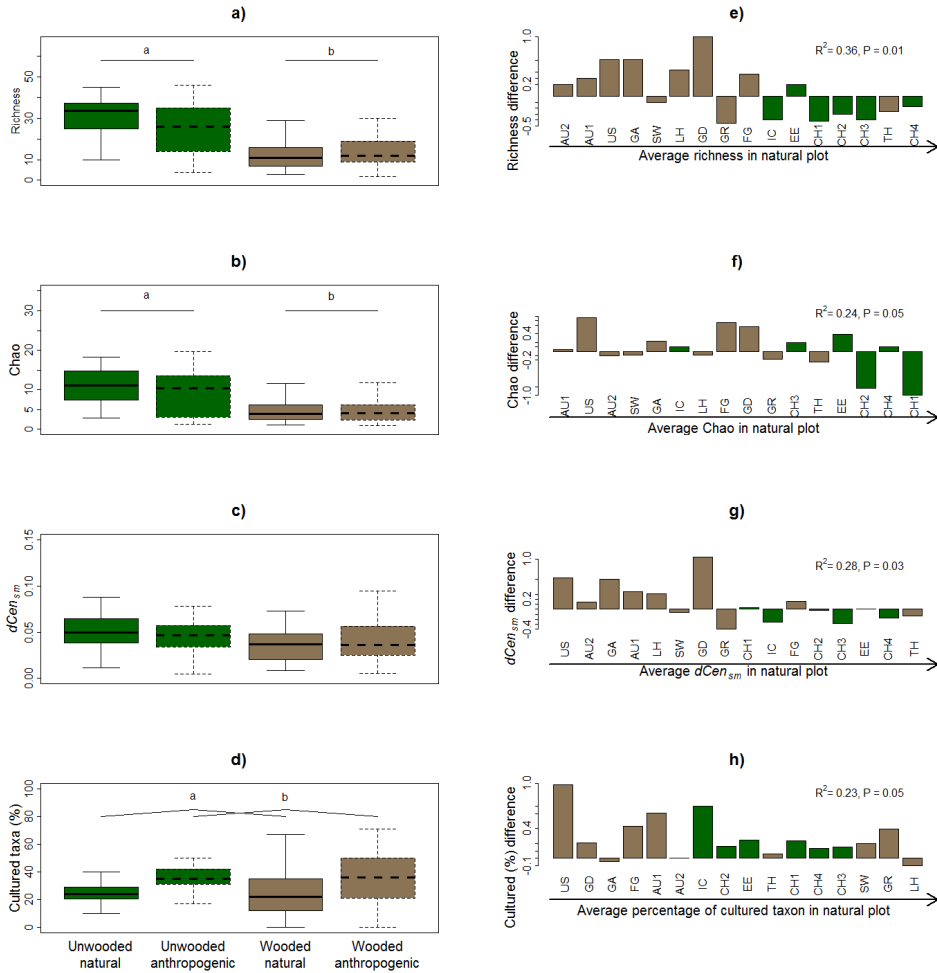 a)
Richness
0 10 30 50
a b
b)
Chao
0 5 10 20 30
a b
c)
dCen sm
0.00 0.05 0.10 0.15
d)
Cultured taxa (%)
0 20 40 60 80 100
a b
Unwooded natural
Unwooded anthropogenic
Wooded natural
Wooded anthropogenic
e)
Richness difference
-0.5 0.2 1.0
R2= 0.36, P = 0.01
AU2 AU1 US GA SW LH GD GR FG IC EE CH1 CH2 CH3 TH CH4
Average richness in natural plot
f)
Chao difference
-1.0 -0.2 0.4
R2= 0.24, P = 0.05
AU1 US AU2 SW GA IC LH FG GD GR CH3 TH EE CH2 CH4 CH1
Average Chao in natural plot
g)
dCen sm difference
-0.4 0.2 1.0
R2= 0.28, P = 0.03
US AU2 GA AU1 LH SW GD GR CH1 IC FG CH2 CH3 EE CH4 TH
Average dCen sm in natural plot
h)
Cultured (%) difference
-0.1 0.4 1.0
R2= 0.23, P = 0.05
US GD GA FG AU1 AU2 IC CH2 EE TH CH1 CH4 CH3 SW GR LH
Average percentage of cultured taxon in natural plot